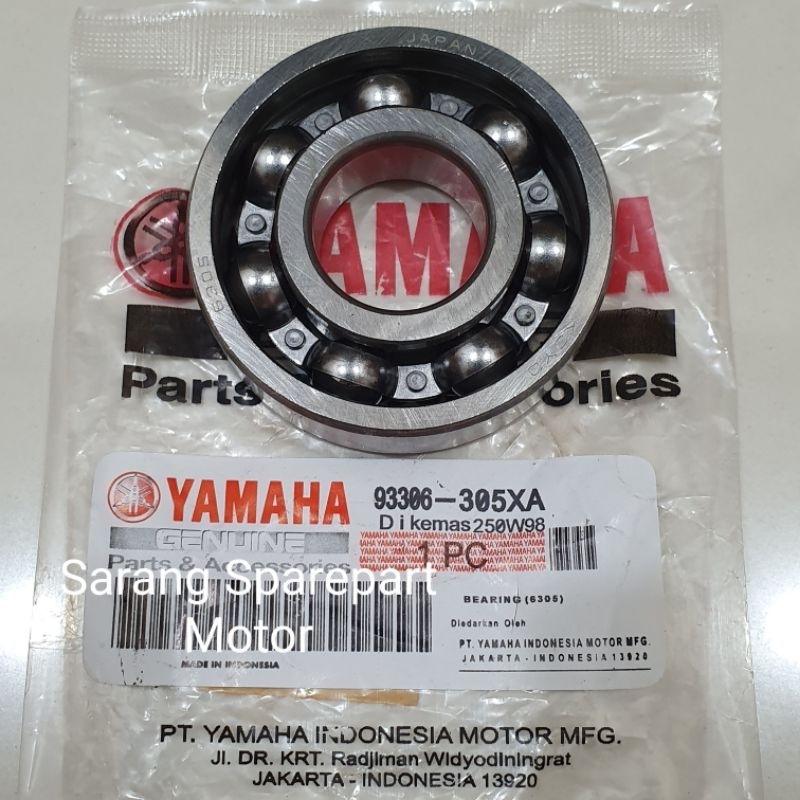 JAPAN
6305
KOYO
YAMAHA
Parts
ories
YAMAHA
93306-305XA
Dikemas250W98
GENUINE
Parts & Accessories
1 PC
Sarang Sparepart
Motor
BEARING (6305)
Diedarkan Oleh
PT. YAMAHA INDONESIA MOTOR MFG.
JAKARTA - INDONESIA 13920
MADE IN INDONESIA
PT. YAMAHA INDONESIA MOTOR MFG.
Jl. DR. KRT. Radjiman Widyodiningrat
JAKARTA - INDONESIA 13920